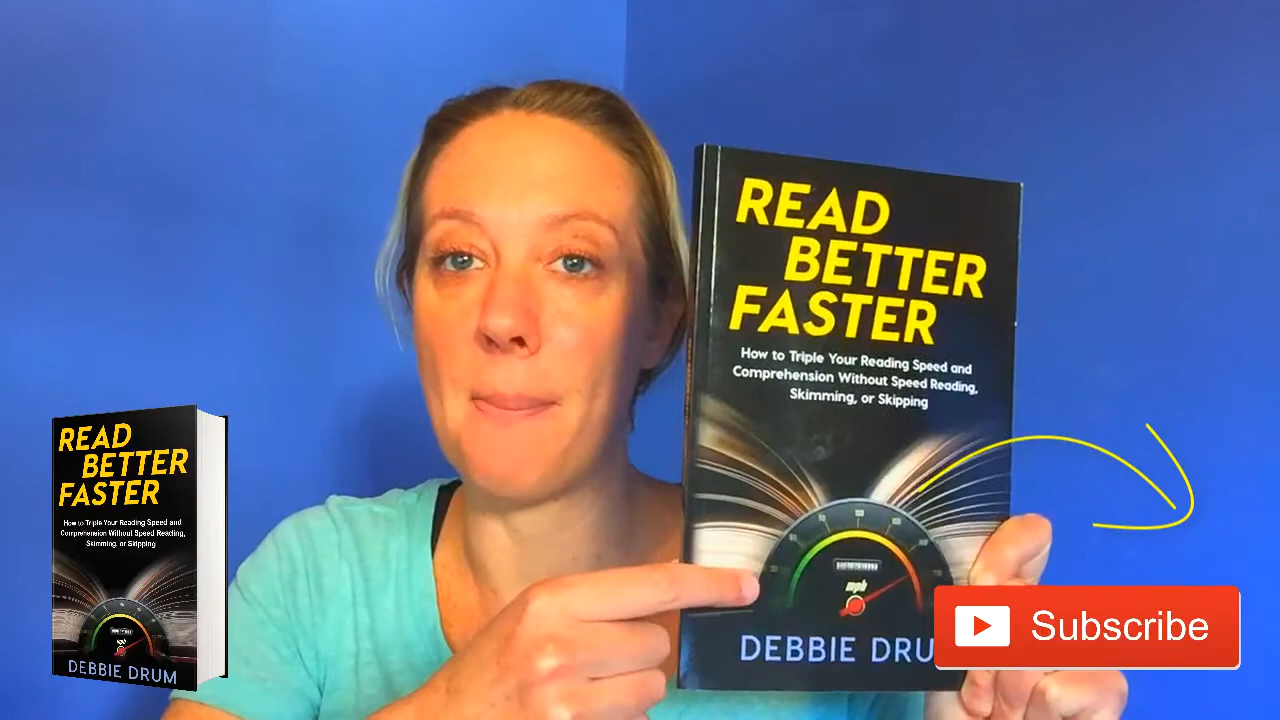 READ
BETTER
FASTER
How to Triple Your Reading Speed and
Comprehension Without Speed Reading,
Skimming, or Skipping
mph
DEBBIE DRU
READ
BETTER
FASTER
How to Triple Your Reading Speed and
Comprehension Without Speed Reading,
Skimming, or Skipping
DEBBIE DRUM
Subscribe